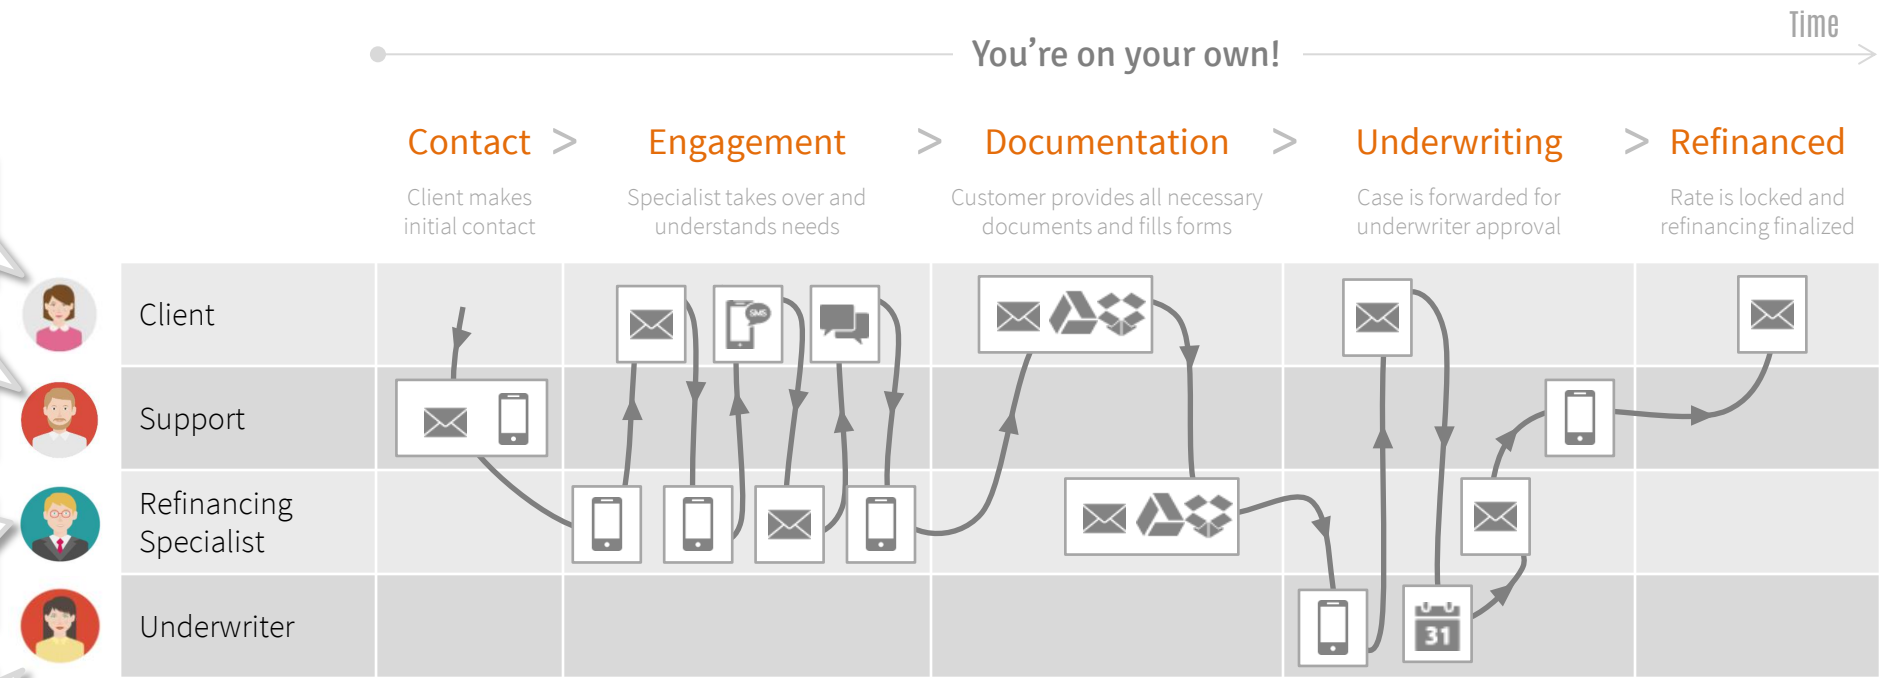 Time
You're on your own!
Contact > Engagement > Documentation > Underwriting > Refinanced
Client makes
initial contact
Specialist takes over and
understands needs
Customer provides all necessary
documents and fills forms
Case is forwarded for
underwriter approval
Rate is locked and
refinancing finalized
Client
SMS
Support
Refinancing
Specialist
Underwriter
31